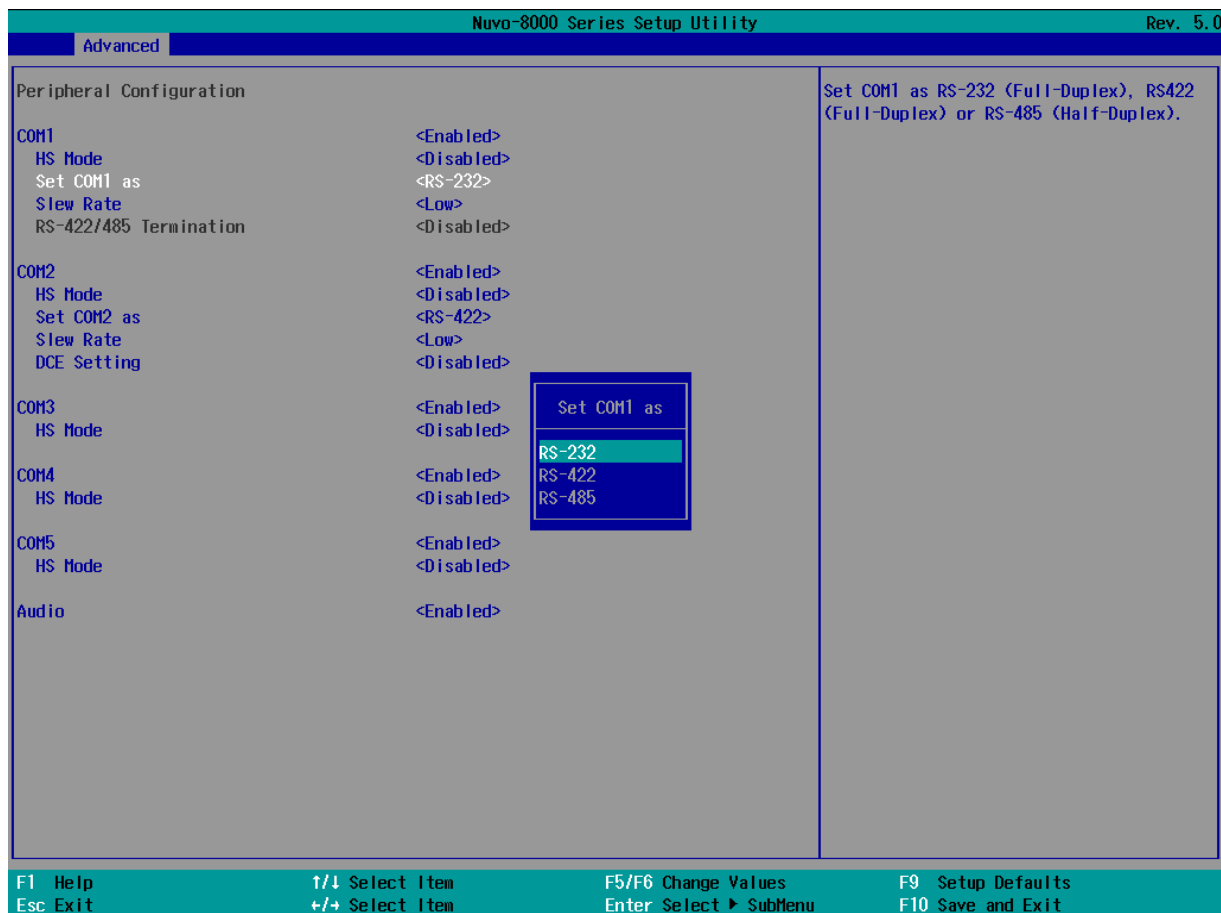 Nuvo-8000 Series Setup Utility Rev. 5.0
Advanced
Peripheral Configuration
Set COM1 as RS-232 (Full-Duplex), RS422
(Full-Duplex) or RS-485 (Half-Duplex).
COM1 <Enabled>
HS Mode <Disabled>
Set COM1 as <RS-232>
Slew Rate <Low>
RS-422/485 Termination <Disabled>
COM2 <Enabled>
HS Mode <Disabled>
Set COM2 as <RS-422>
Slew Rate <Low>
DCE Setting <Disabled>
COM3 <Enabled>
HS Mode <Disabled>
COM4 <Enabled>
HS Mode <Disabled>
COM5 <Enabled>
HS Mode <Disabled>
Audio <Enabled>
Set COM1 as
RS-232
RS-422
RS-485
F1 Help ↑/↓ Select Item F5/F6 Change Values F9 Setup Defaults
Esc Exit ←/→ Select Item Enter Select ▶ SubMenu F10 Save and Exit